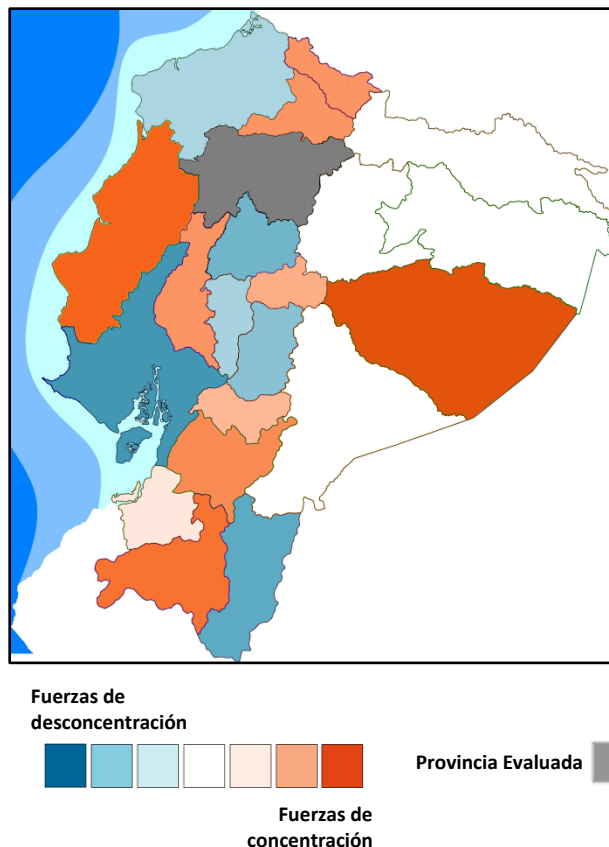 Fuerzas de
desconcentración
Provincia Evaluada
Fuerzas de
concentración